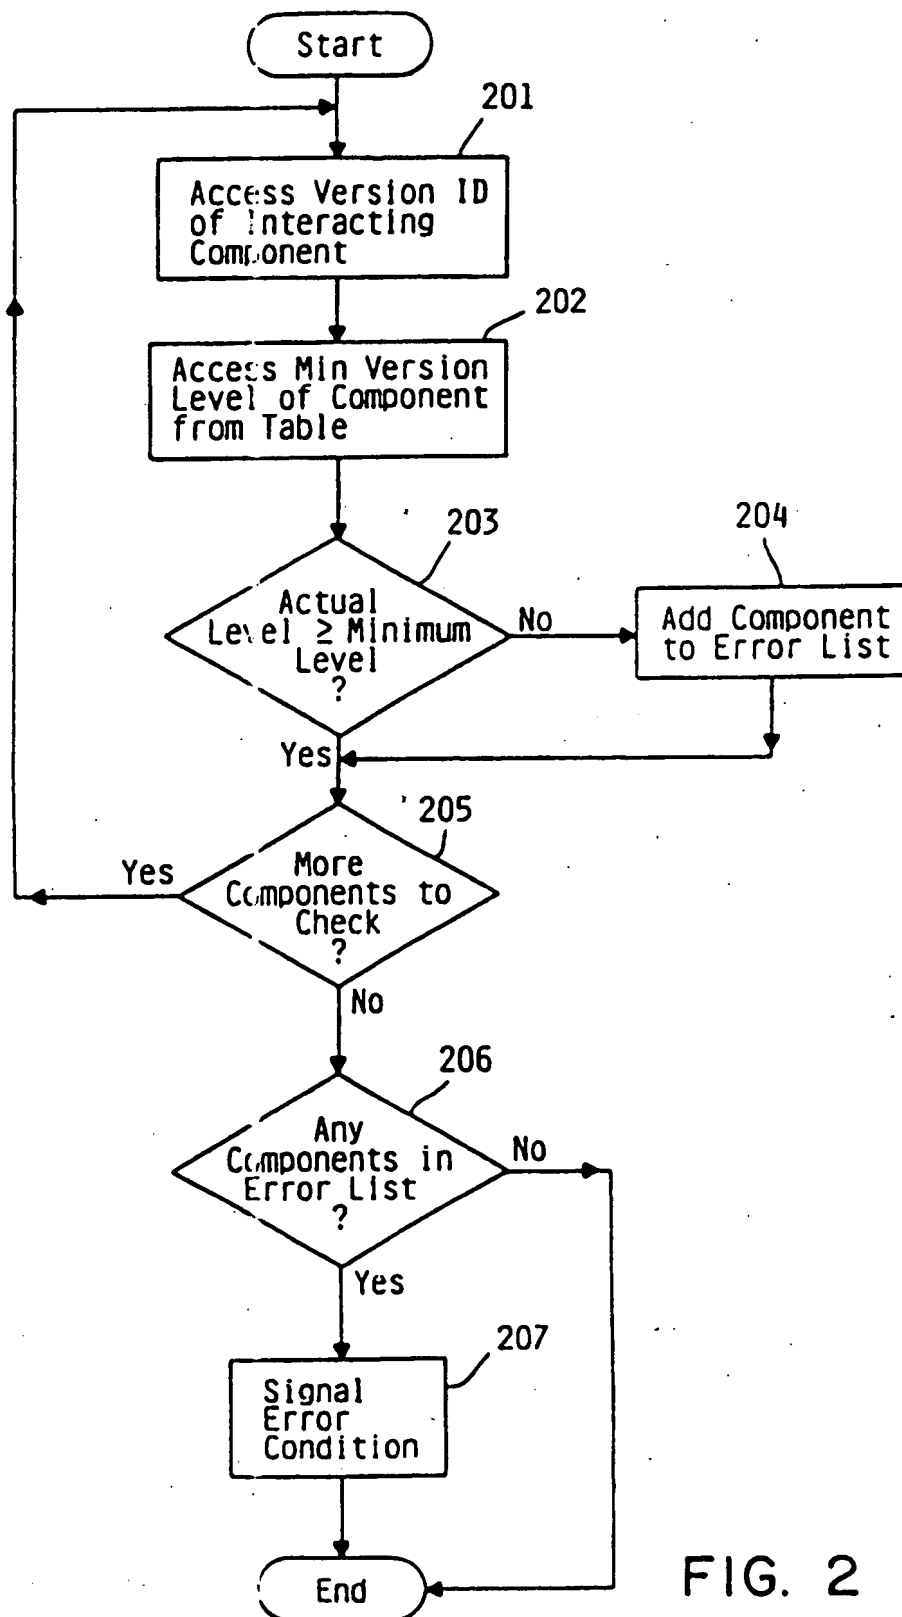 Start
201
Access Version ID
of Interacting
Component
202
Access Min Version
Level of Component
from Table
203
Actual
Level ≥ Minimum
Level
?
No
204
Add Component
to Error List
Yes
205
More
Components to
Check
?
Yes
No
206
Any
Components in
Error List
?
No
Yes
207
Signal
Error
Condition
End
FIG. 2